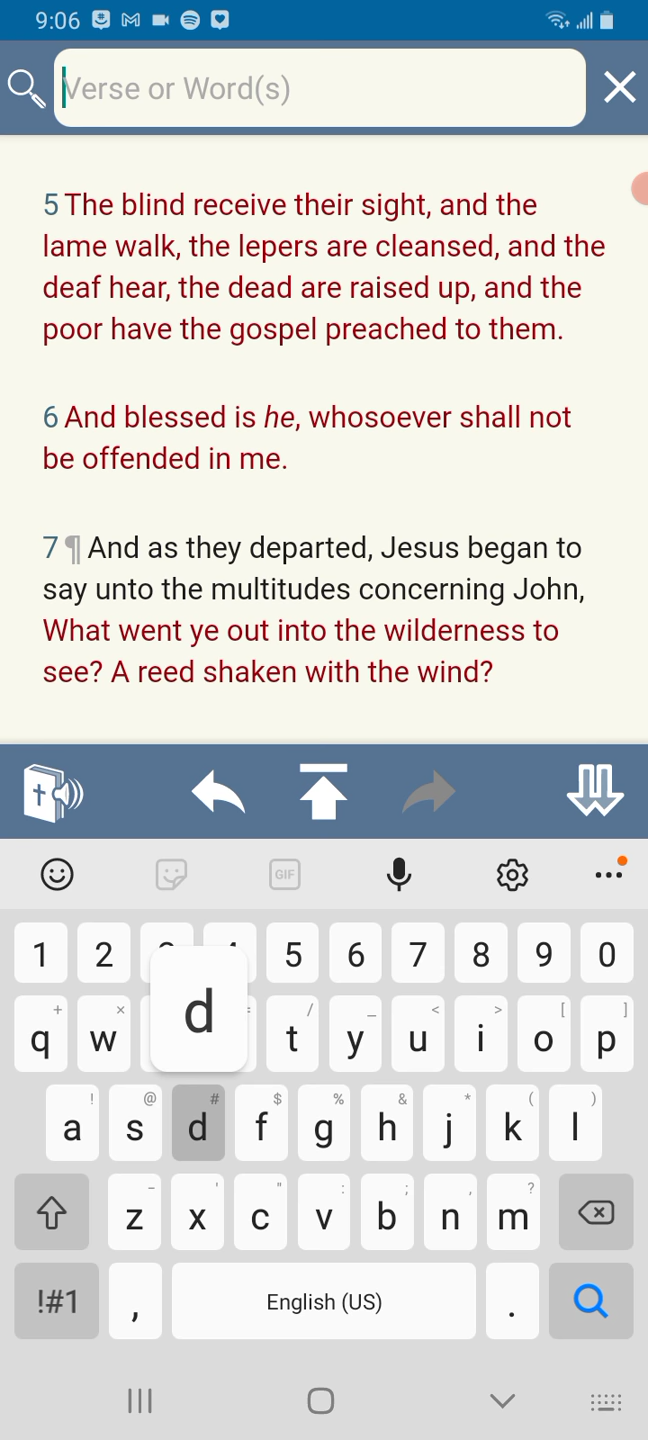 9:06
Verse or Word(s)
5 The blind receive their sight, and the
lame walk, the lepers are cleansed, and the
deaf hear, the dead are raised up, and the
poor have the gospel preached to them.
6 And blessed is he, whosoever shall not
be offended in me.
7 ¶ And as they departed, Jesus began to
say unto the multitudes concerning John,
What went ye out into the wilderness to
see? A reed shaken with the wind?
GIF
1 2 5 6 7 8 9 0
d
+ × / _ < > [ ]
q w t y u i o p
! @ # $ % & * ( )
a s d f g h j k l
- ' " : ; , ?
z x c v b n m
!#1 , English (US) .